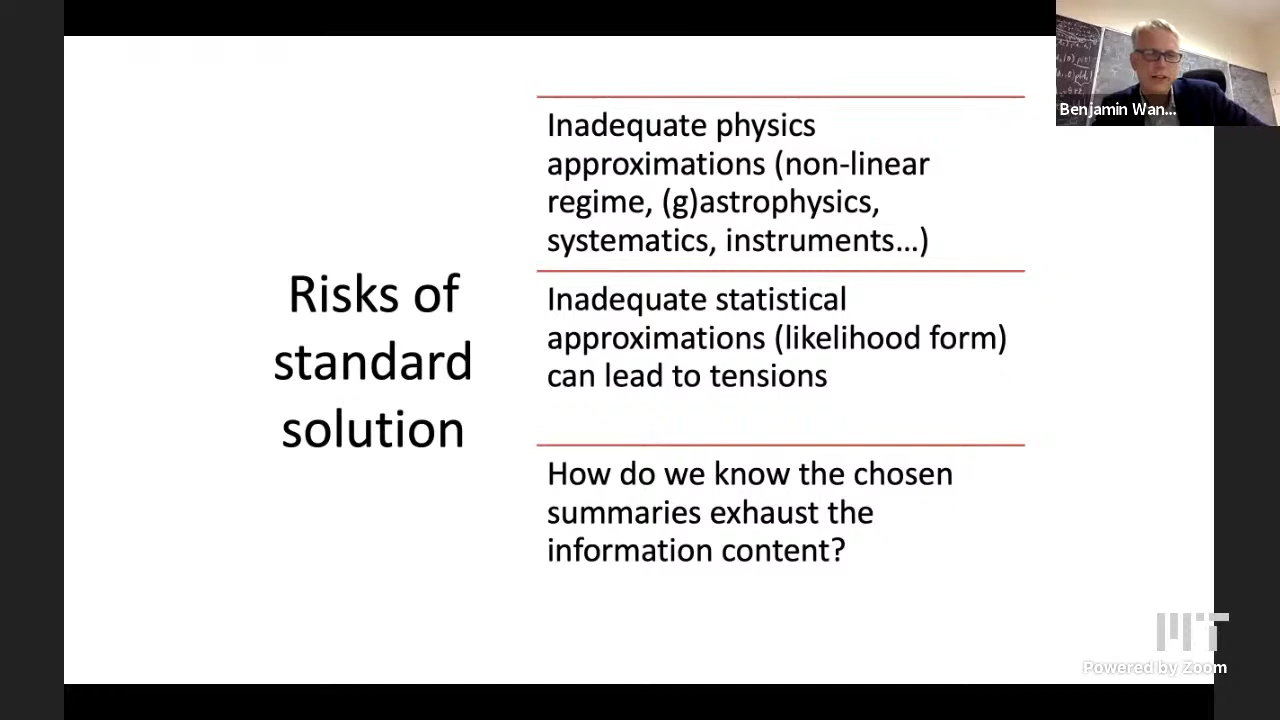 Benjamin Wan...
Inadequate physics
approximations (non-linear
regime, (g)astrophysics,
systematics, instruments…)
Risks of
standard
solution
Inadequate statistical
approximations (likelihood form)
can lead to tensions
How do we know the chosen
summaries exhaust the
information content?
MIT
Powered by Zoom